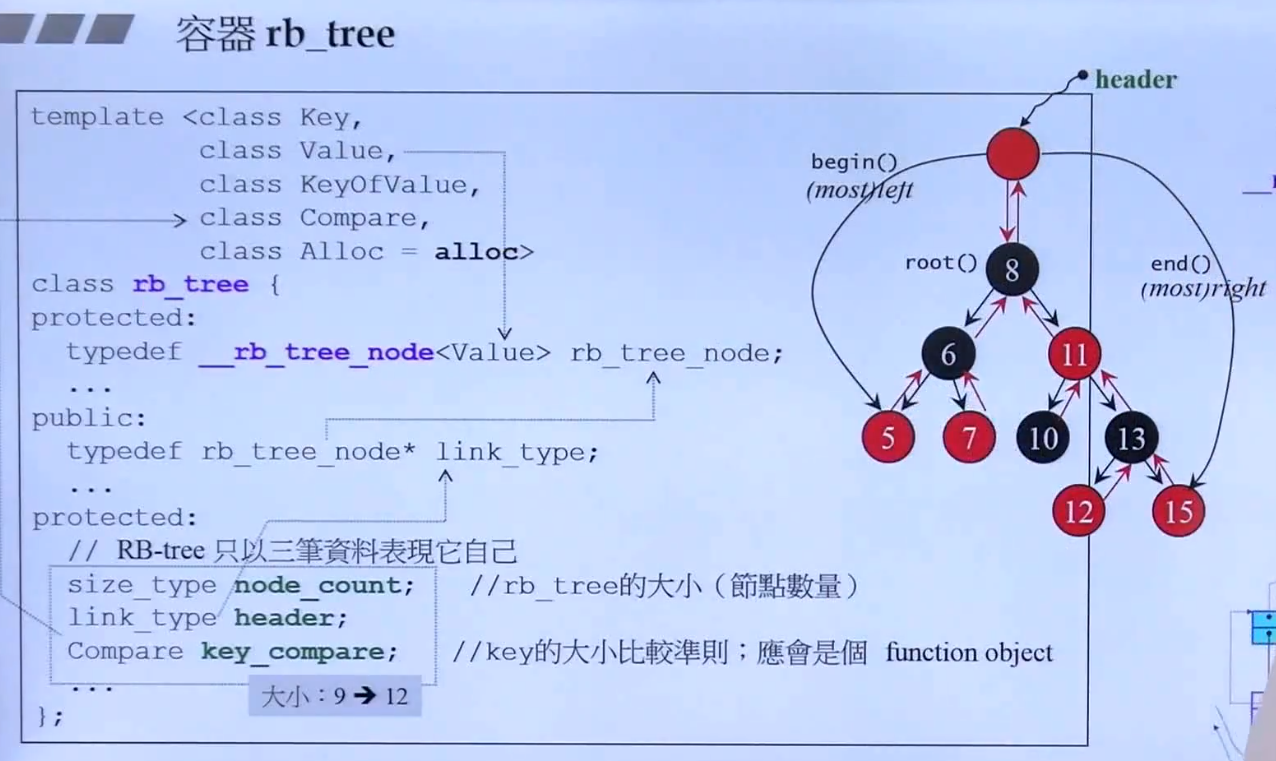 容器 rb_tree
template <class Key,
class Value,
class KeyOfValue,
class Compare,
class Alloc = alloc>
class rb_tree {
protected:
typedef __rb_tree_node<Value> rb_tree_node;
...
public:
typedef rb_tree_node* link_type;
...
protected:
// RB-tree 只以三筆資料表現它自己
size_type node_count; //rb_tree的大小（節點數量）
link_type header;
Compare key_compare; //key的大小比較準則；應會是個 function object
...
大小：9 ➔ 12
};
header
begin()
(most)left
root()
8
end()
(most)right
6
11
5
7
10
13
12
15